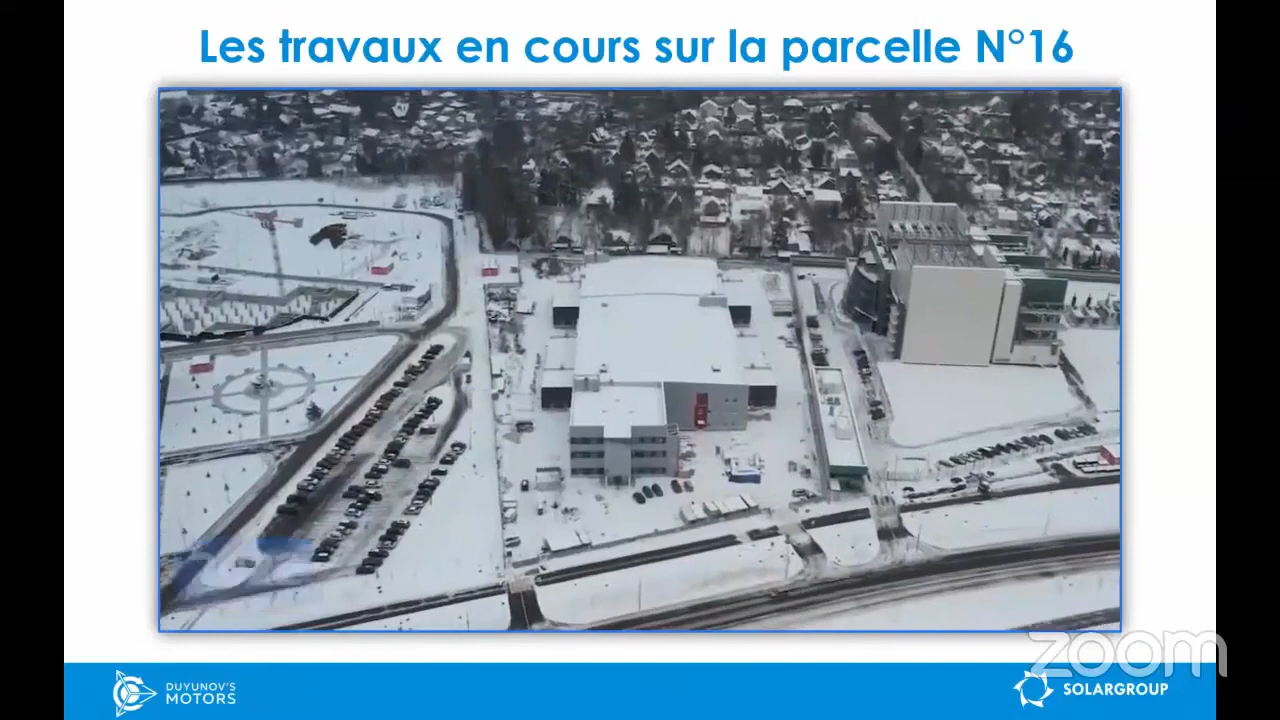 Les travaux en cours sur la parcelle N°16
zoom
DUYUNOV'S
MOTORS
SOLARGROUP